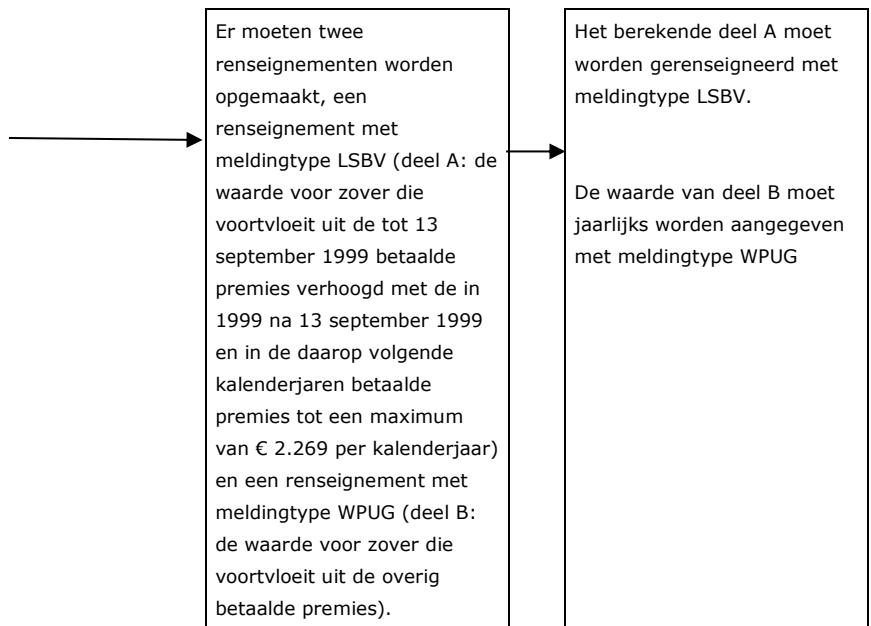 Er moeten twee
renseignementen worden
opgemaakt, een
renseignement met
meldingtype LSBV (deel A: de
waarde voor zover die
voortvloeit uit de tot 13
september 1999 betaalde
premies verhoogd met de in
1999 na 13 september 1999
en in de daarop volgende
kalenderjaren betaalde
premies tot een maximum
van € 2.269 per kalenderjaar)
en een renseignement met
meldingtype WPUG (deel B:
de waarde voor zover die
voortvloeit uit de overig
betaalde premies).
Het berekende deel A moet
worden gerenseigneerd met
meldingtype LSBV.
De waarde van deel B moet
jaarlijks worden aangegeven
met meldingtype WPUG